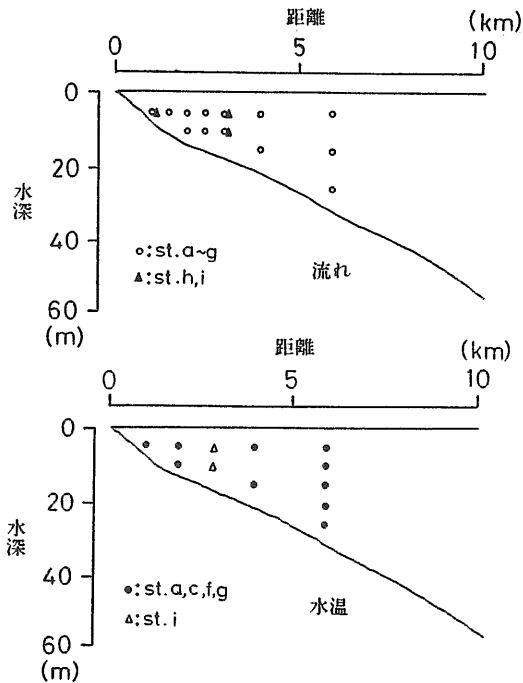 距離 (km)
0 5 10
0
20
40
60
(m)
水深
○:st.a~g
▲:st.h,i
流れ
距離 (km)
0 5 10
0
20
40
60
(m)
水深
●:st.a,c,f,g
△:st.i
水温